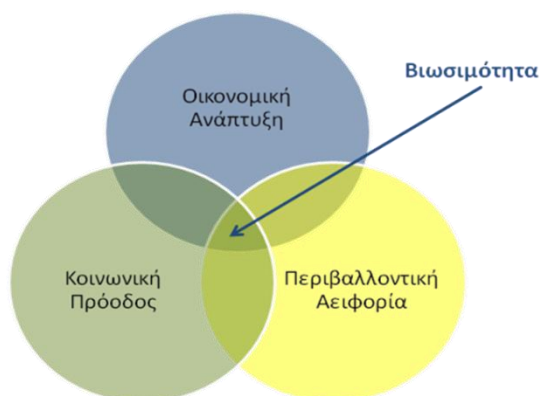 Βιωσιμότητα
Οικονομική
Ανάπτυξη
Κοινωνική
Πρόοδος
Περιβαλλοντική
Αειφορία